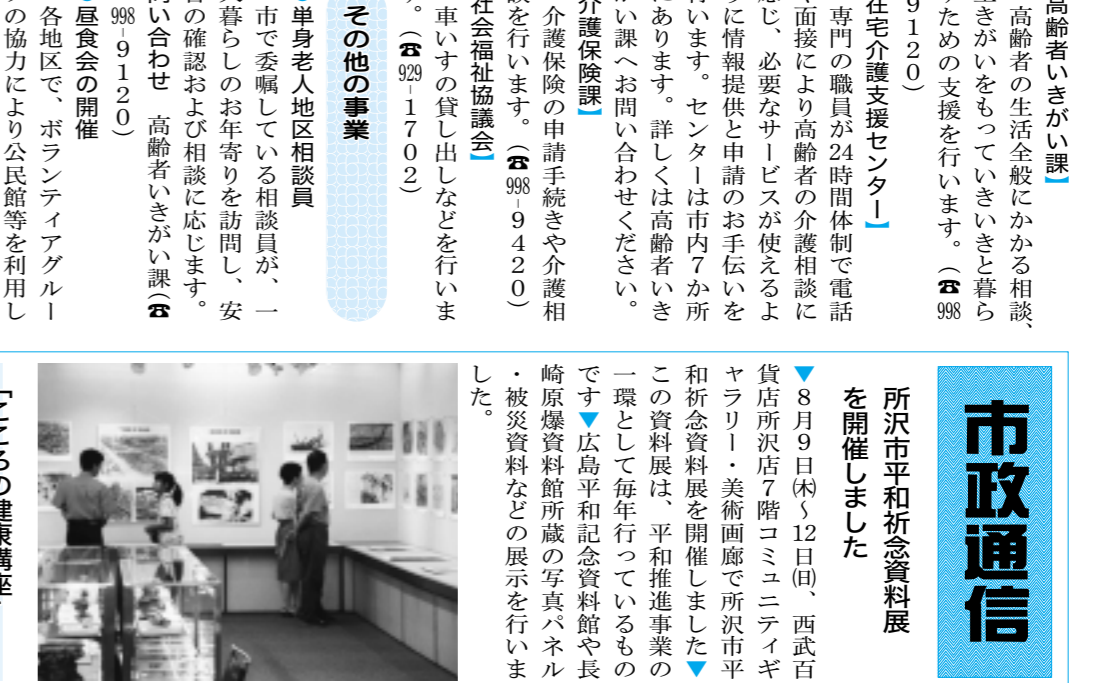 高齢者いきがい課】
高齢者の生活全般にかかる相談、
生きがいをもっていきいきと暮ら
すための支援を行います。（☎998
9120）
在宅介護支援センター】
専門の職員が24時間体制で電話
や面接により高齢者の介護相談に
応じ、必要なサービスが使えるよ
うに情報提供と申請のお手伝いを
行います。センターは市内7か所
にあります。詳しくは高齢者いき
がい課へお問い合わせください。
介護保険課】
介護保険の申請手続きや介護相
談を行います。（☎998-9420）
社会福祉協議会】
車いすの貸し出しなどを行いま
す。（☎929-1702）
その他の事業
単身老人地区相談員
市で委嘱している相談員が、一
人暮らしのお年寄りを訪問し、安
否の確認および相談に応じます。
問い合わせ　高齢者いきがい課（☎
998-9120）
昼食会の開催
各地区で、ボランティアグルー
の協力により公民館等を利用し
市政通信
所沢市平和祈念資料展
を開催しました
▼8月9日㈭〜12日㈰、西武百
貨店所沢店7階コミュニティギ
ャラリー・美術画廊で所沢市平
和祈念資料展を開催しました▼
この資料展は、平和推進事業の
一環として毎年行っているもの
です▼広島平和記念資料館や長
崎原爆資料館所蔵の写真パネル
・被災資料などの展示を行いま
した。
「こころの健康講座